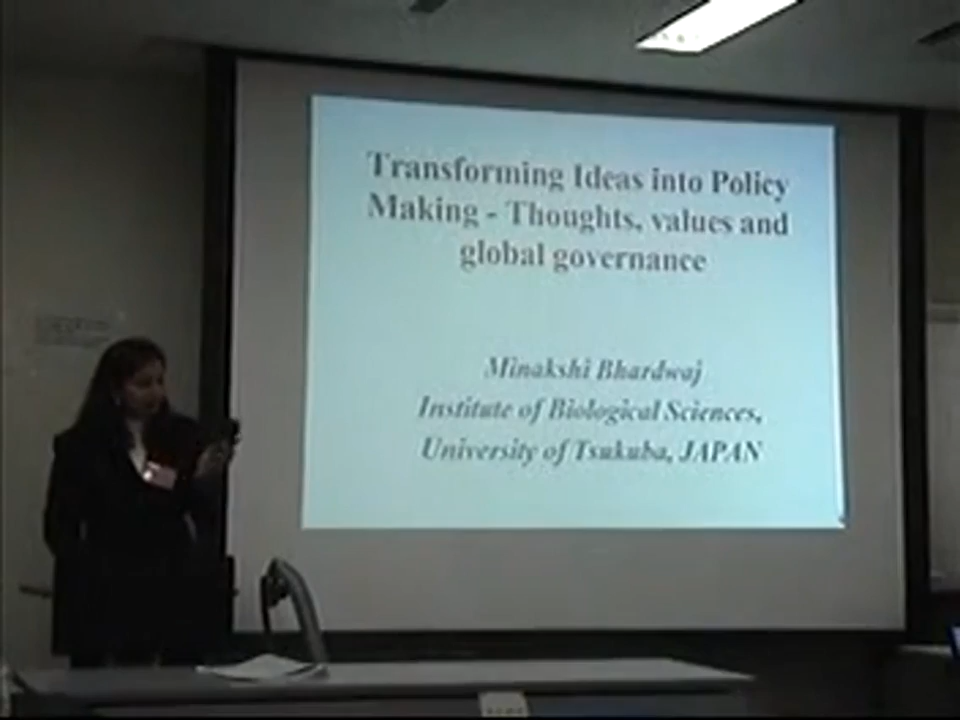 Transforming Ideas into Policy
Making - Thoughts, values and
global governance
Minakshi Bhardwaj
Institute of Biological Sciences,
University of Tsukuba, JAPAN